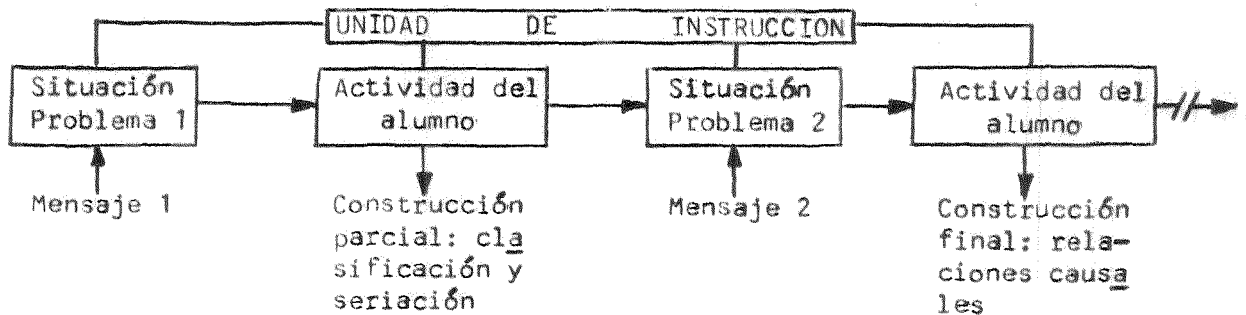 UNIDAD DE INSTRUCCION
Situación
Problema 1
Actividad del
alumno
Situación
Problema 2
Actividad del
alumno
Mensaje 1
Construcción
parcial: cla
sificación y
seriación
Mensaje 2
Construcción
final: rela-
ciones causa
les